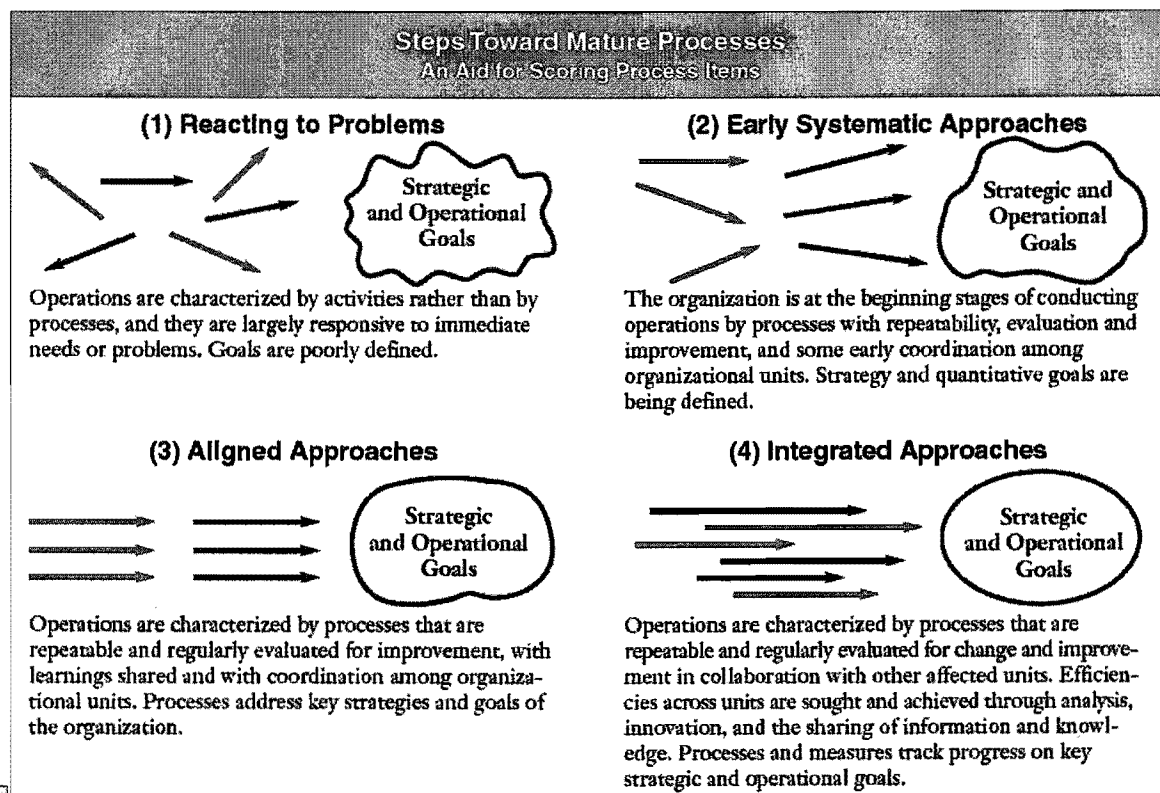 Steps Toward Mature Processes
An Aid for Scoring Process Items
(1) Reacting to Problems
Strategic
and Operational
Goals
Operations are characterized by activities rather than by
processes, and they are largely responsive to immediate
needs or problems. Goals are poorly defined.
(2) Early Systematic Approaches
Strategic and
Operational
Goals
The organization is at the beginning stages of conducting
operations by processes with repeatability, evaluation and
improvement, and some early coordination among
organizational units. Strategy and quantitative goals are
being defined.
(3) Aligned Approaches
Strategic
and Operational
Goals
Operations are characterized by processes that are
repeatable and regularly evaluated for improvement, with
learnings shared and with coordination among organiza-
tional units. Processes address key strategies and goals of
the organization.
(4) Integrated Approaches
Strategic
and Operational
Goals
Operations are characterized by processes that are
repeatable and regularly evaluated for change and improve-
ment in collaboration with other affected units. Efficien-
cies across units are sought and achieved through analysis,
innovation, and the sharing of information and knowl-
edge. Processes and measures track progress on key
strategic and operational goals.